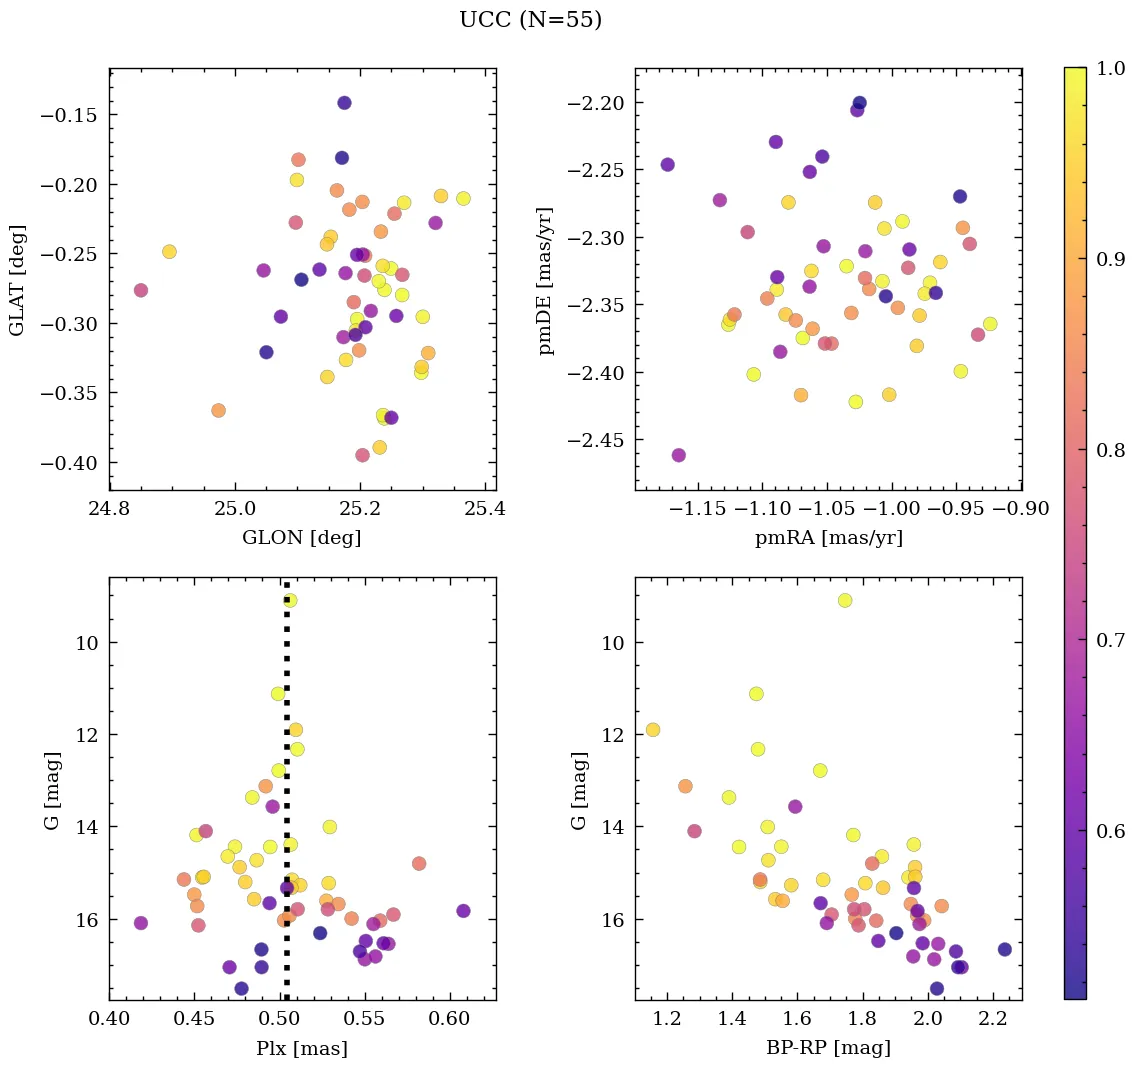 UCC (N=55)
−0.15
−0.20
−0.25
−0.30
−0.35
−0.40
GLAT [deg]
24.8 25.0 25.2 25.4
GLON [deg]
−2.20
−2.25
−2.30
−2.35
−2.40
−2.45
pmDE [mas/yr]
−1.15 −1.10 −1.05 −1.00 −0.95 −0.90
pmRA [mas/yr]
10
12
14
16
G [mag]
0.40 0.45 0.50 0.55 0.60
Plx [mas]
10
12
14
16
G [mag]
1.2 1.4 1.6 1.8 2.0 2.2
BP-RP [mag]
1.0
0.9
0.8
0.7
0.6